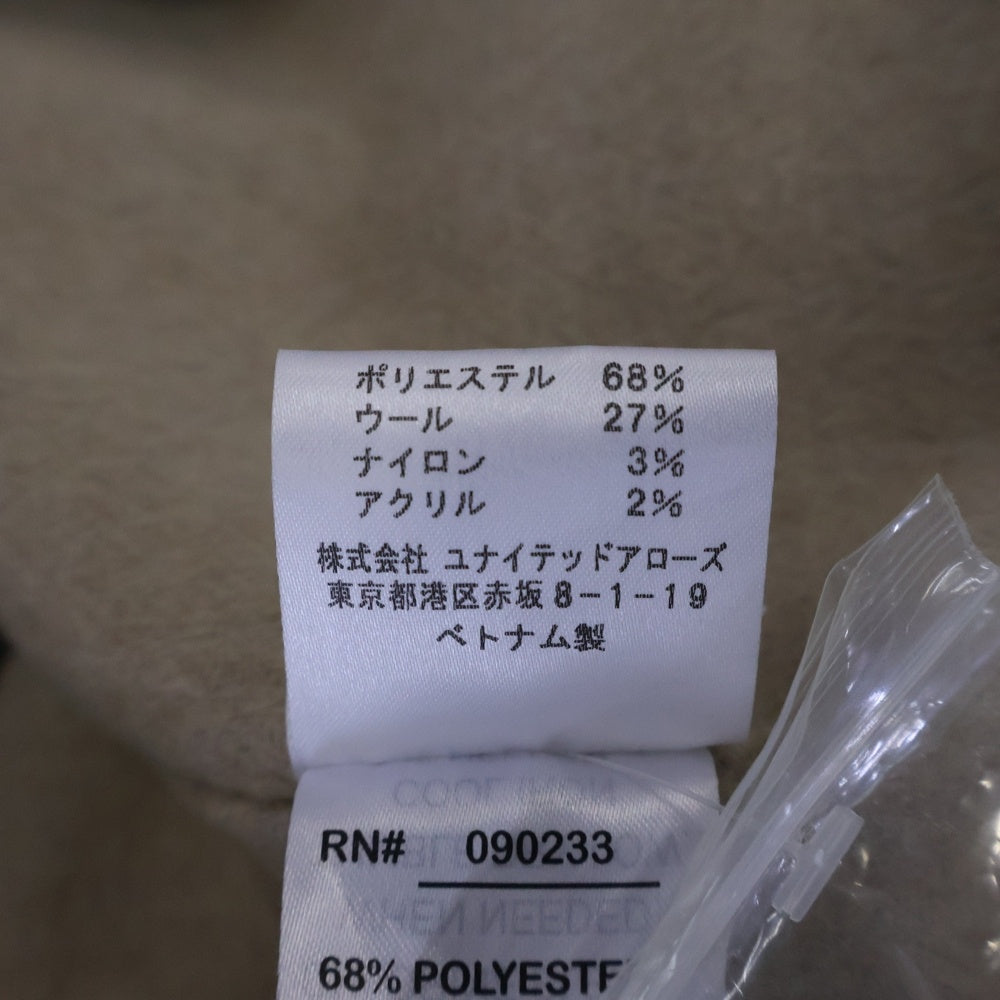 ポリエステル 68%
ウール 27%
ナイロン 3%
アクリル 2%
株式会社 ユナイテッドアローズ
東京都港区赤坂8-1-19
ベトナム製
RN# 090233
68% POLYESTE